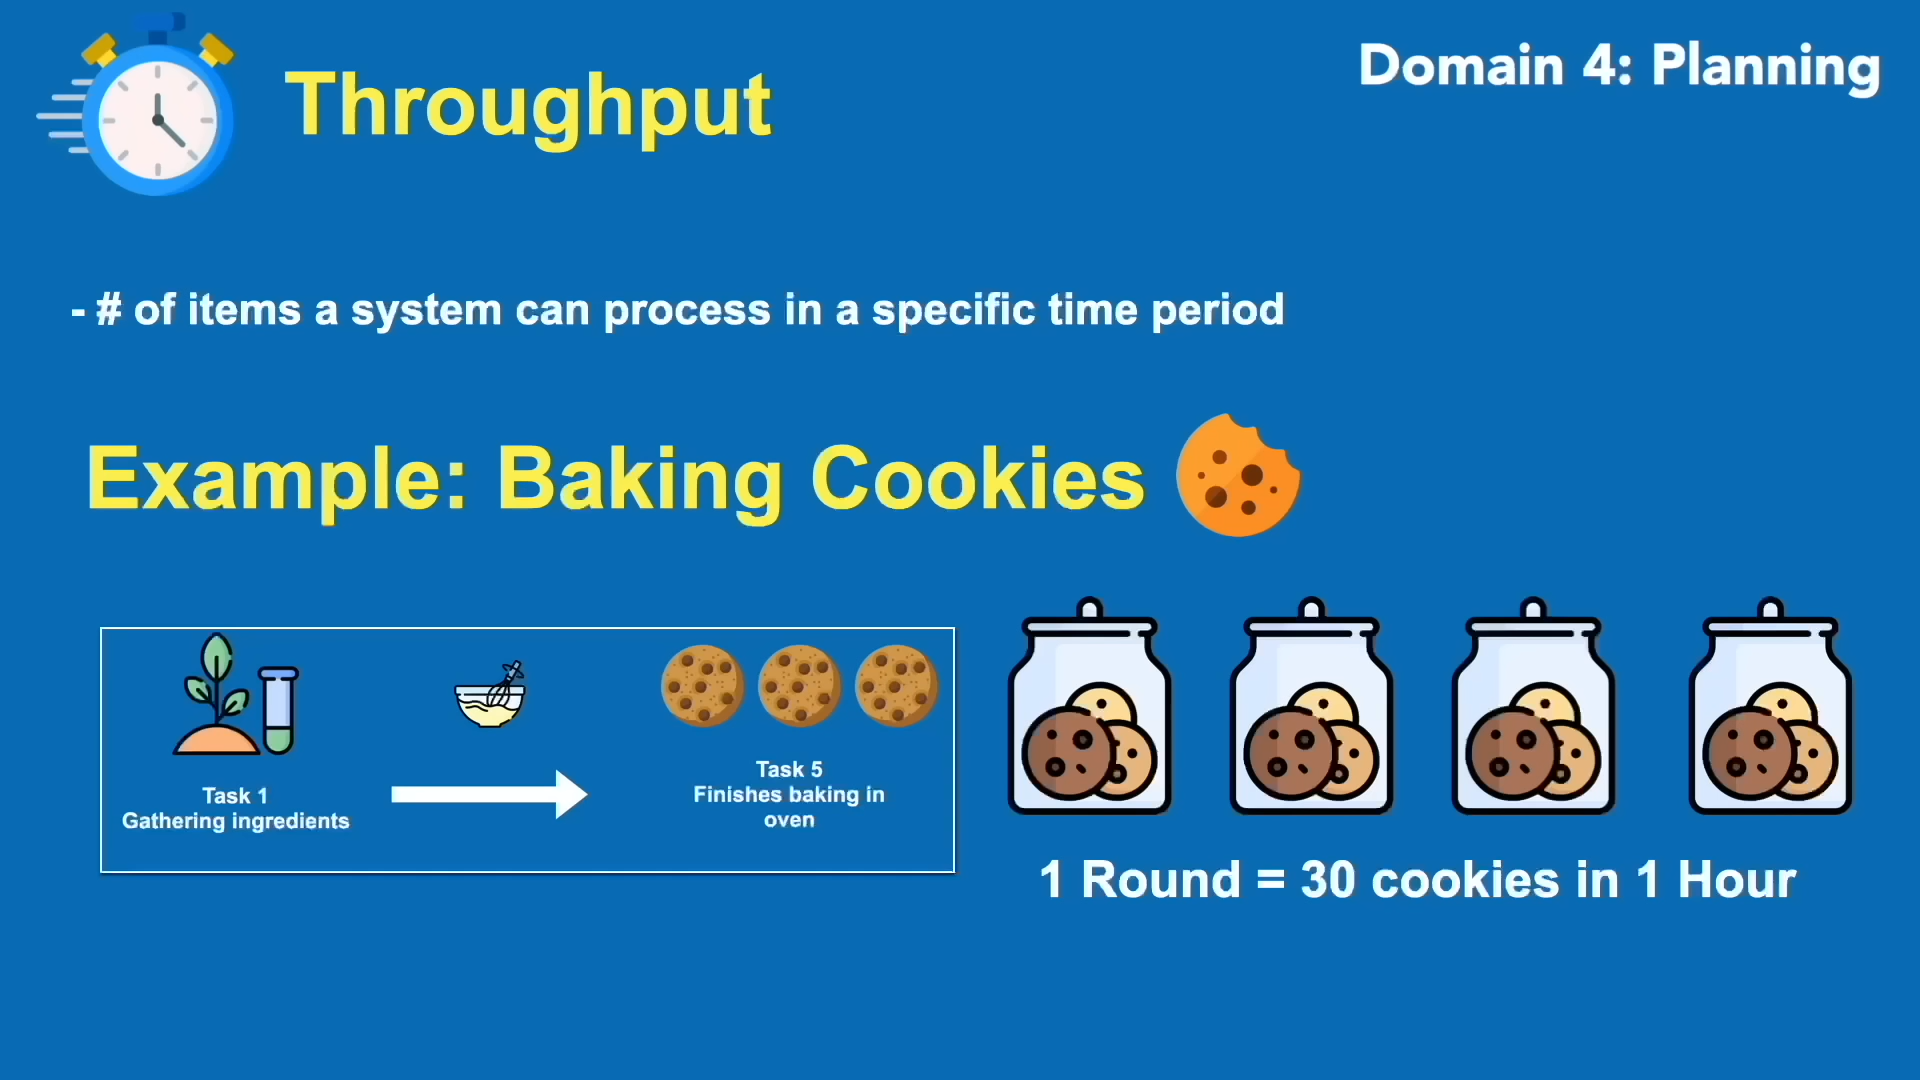 Throughput
Domain 4: Planning
- # of items a system can process in a specific time period
Example: Baking Cookies
Task 1
Gathering ingredients
Task 5
Finishes baking in
oven
1 Round = 30 cookies in 1 Hour